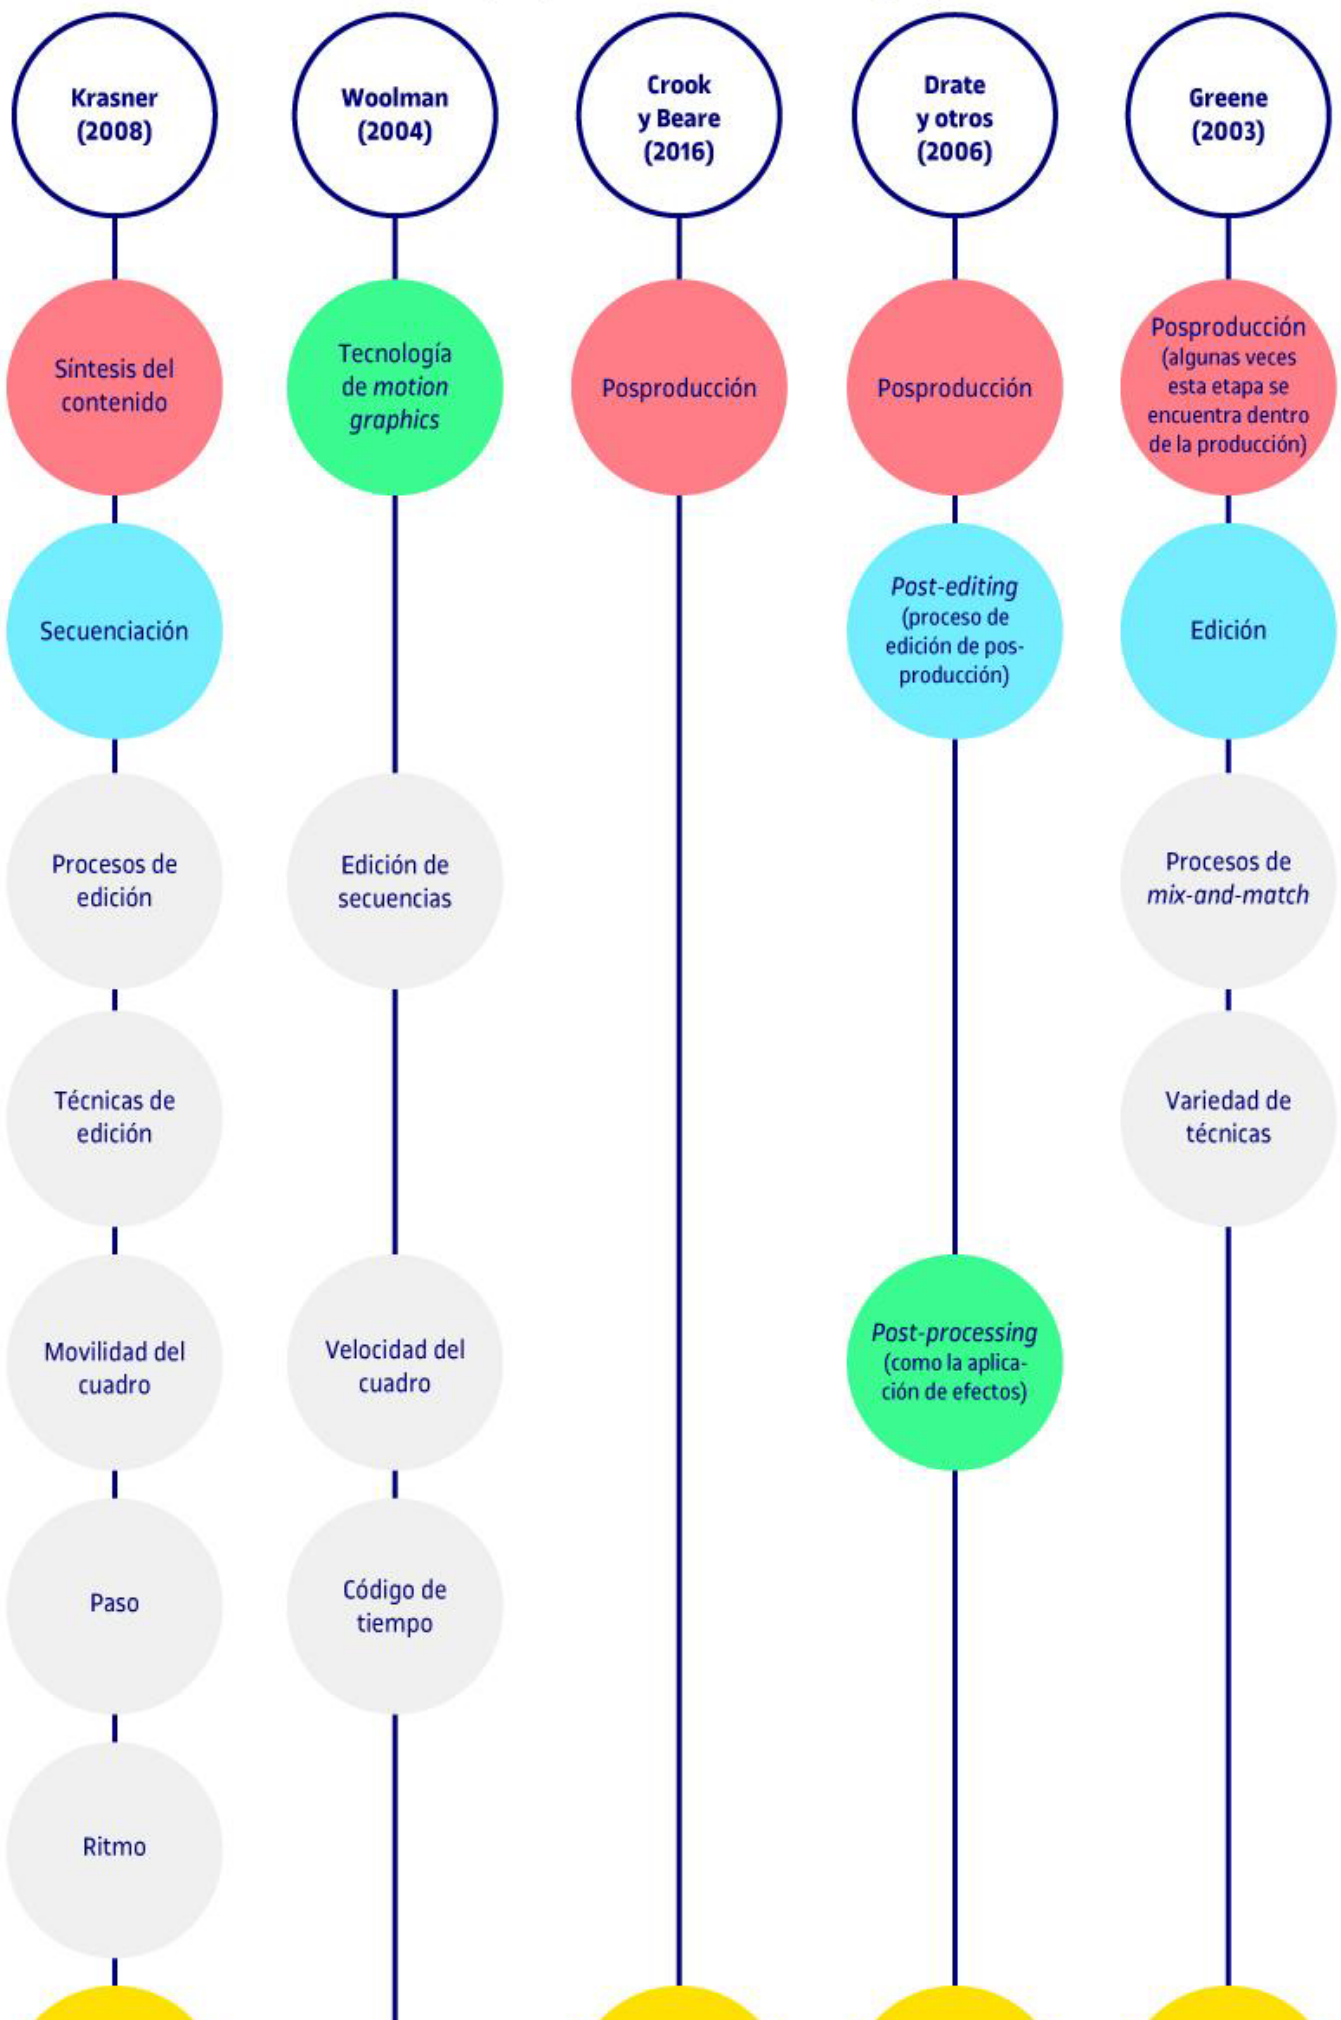 Krasner
(2008)
Woolman
(2004)
Crook
y Beare
(2016)
Drate
y otros
(2006)
Greene
(2003)
Síntesis del
contenido
Tecnología
de motion
graphics
Posproducción
Posproducción
Posproducción
(algunas veces
esta etapa se
encuentra dentro
de la producción)
Secuenciación
Post-editing
(proceso de
edición de pos-
producción)
Edición
Procesos de
edición
Edición de
secuencias
Procesos de
mix-and-match
Técnicas de
edición
Variedad de
técnicas
Movilidad del
cuadro
Velocidad del
cuadro
Post-processing
(como la aplica-
ción de efectos)
Paso
Código de
tiempo
Ritmo